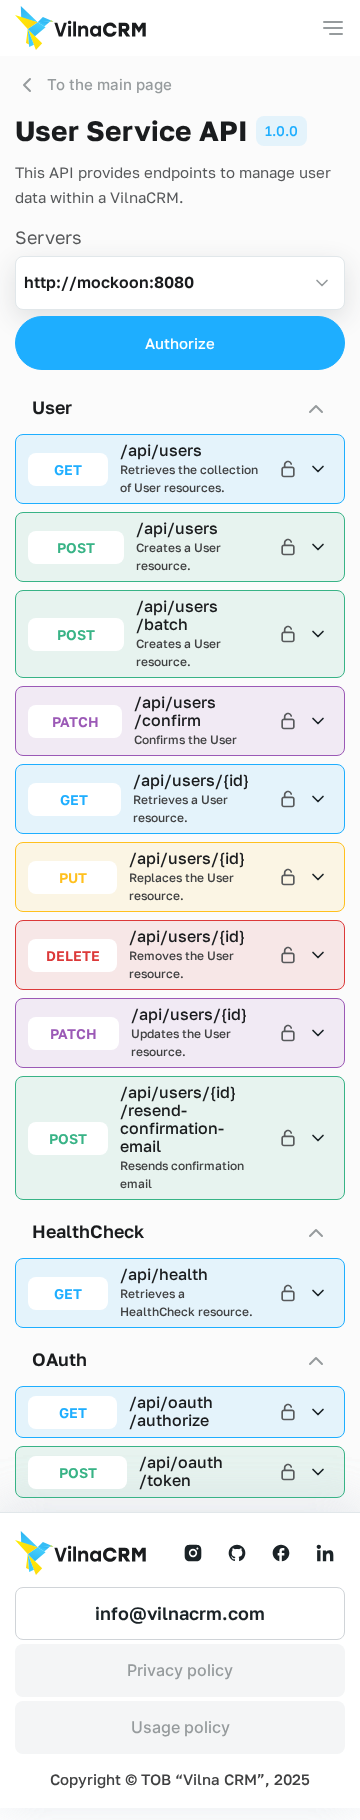 VilnaCRM
To the main page
User Service API 1.0.0
This API provides endpoints to manage user
data within a VilnaCRM.
Servers
http://mockoon:8080
Authorize
User
GET
/api/users
Retrieves the collection
of User resources.
POST
/api/users
Creates a User
resource.
POST
/api/users
/batch
Creates a User
resource.
PATCH
/api/users
/confirm
Confirms the User
GET
/api/users/{id}
Retrieves a User
resource.
PUT
/api/users/{id}
Replaces the User
resource.
DELETE
/api/users/{id}
Removes the User
resource.
PATCH
/api/users/{id}
Updates the User
resource.
POST
/api/users/{id}
/resend-
confirmation-
email
Resends confirmation
email
HealthCheck
GET
/api/health
Retrieves a
HealthCheck resource.
OAuth
GET
/api/oauth
/authorize
POST
/api/oauth
/token
VilnaCRM
info@vilnacrm.com
Privacy policy
Usage policy
Copyright © ТОВ “Vilna CRM”, 2025